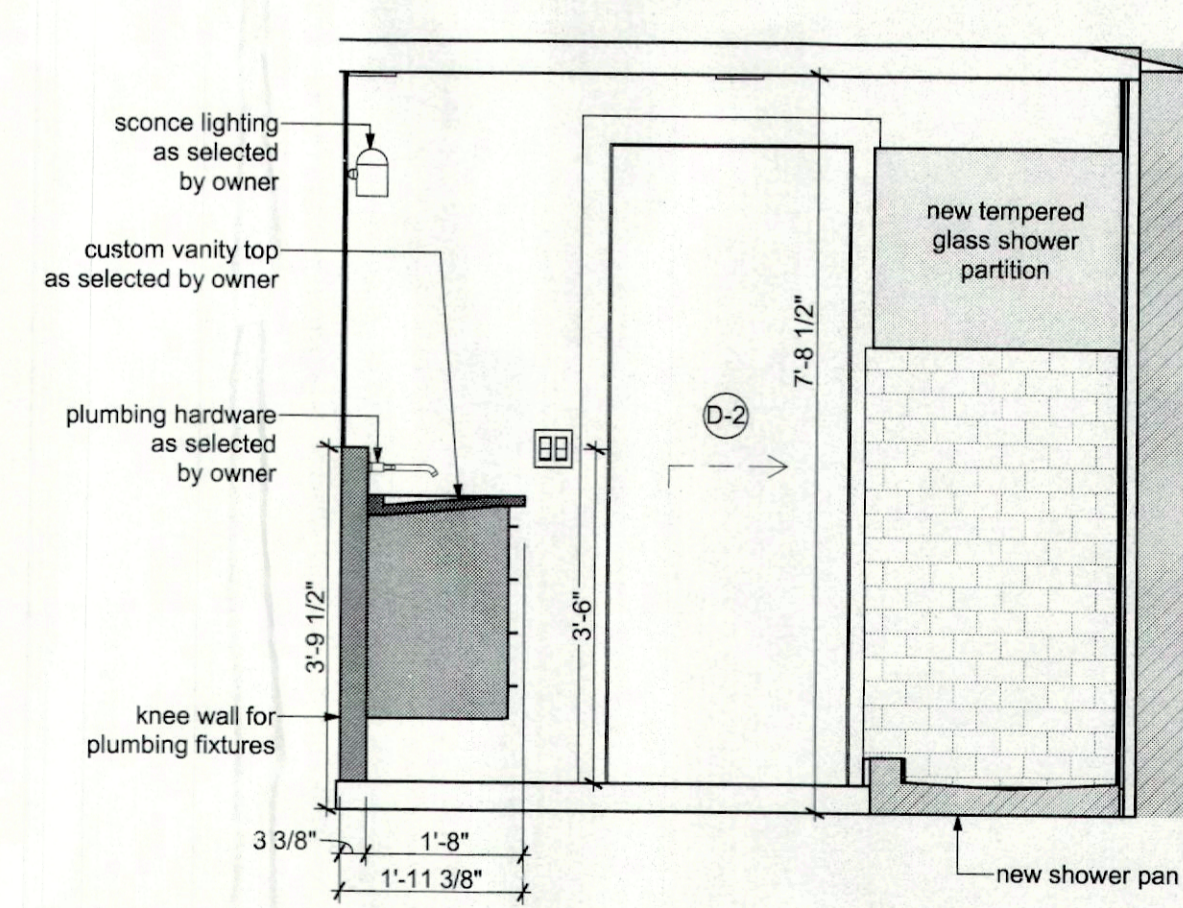 sconce lighting
as selected
by owner
custom vanity top
as selected by owner
plumbing hardware
as selected
by owner
knee wall for
plumbing fixtures
new tempered
glass shower
partition
D-2
7'-8 1/2"
3'-6"
3'-9 1/2"
3 3/8"
1'-8"
1'-11 3/8"
new shower pan